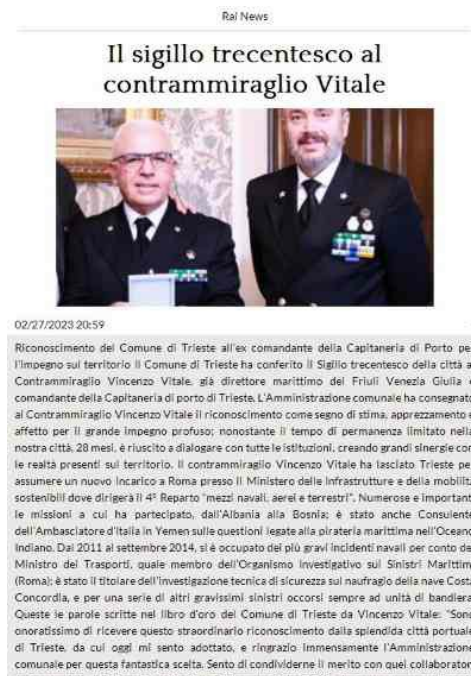 Rai News
Il sigillo trecentesco al
contrammiraglio Vitale
02/27/2023 20:59
Riconoscimento del Comune di Trieste all'ex comandante della Capitaneria di Porto pe
l'impegno sul territorio Il Comune di Trieste ha conferito il Sigillo trecentesco della città a
Contrammiraglio Vincenzo Vitale, già direttore marittimo del Friuli Venezia Giulia e
comandante della Capitaneria di porto di Trieste. L'Amministrazione comunale ha consegnato
al Contrammiraglio Vincenzo Vitale il riconoscimento come segno di stima, apprezzamento e
affetto per il grande impegno profuso; nonostante il tempo di permanenza limitato nella
nostra città, 28 mesi, è riuscito a dialogare con tutte le istituzioni, creando grandi sinergie con
le realtà presenti sul territorio. Il contrammiraglio Vincenzo Vitale ha lasciato Trieste pe
assumere un nuovo incarico a Roma presso il Ministero delle Infrastrutture e della mobilit
sostenibili dove dirigerà il 4° Reparto "mezzi navali, aerei e terrestri". Numerose e important
le missioni a cui ha partecipato, dall'Albania alla Bosnia; è stato anche Consulente
dell'Ambasciatore d'Italia in Yemen sulle questioni legate alla pirateria marittima nell'Oceano
Indiano. Dal 2011 al settembre 2014, si è occupato dei più gravi incidenti navali per conto de
Ministro dei Trasporti, quale membro dell'Organismo Investigativo sui Sinistri Marittim
(Roma); è stato il titolare dell'investigazione tecnica di sicurezza sul naufragio della nave Cost
Concordia, e per una serie di altri gravissimi sinistri occorsi sempre ad unità di bandiera
Queste le parole scritte nel libro d'oro del Comune di Trieste da Vincenzo Vitale: "Sono
onoratissimo di ricevere questo straordinario riconoscimento dalla splendida città portuale
di Trieste, da cui oggi mi sento adottato, e ringrazio immensamente l'Amministrazione
comunale per questa fantastica scelta. Sento di condividerne il merito con quei collaborator